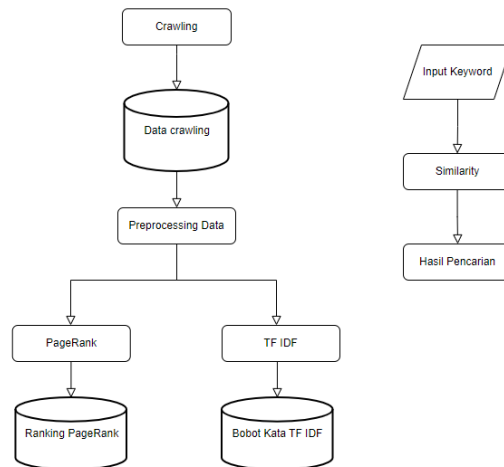 Crawling
Data crawling
Preprocessing Data
PageRank
TF IDF
Ranking PageRank
Bobot Kata TF IDF
Input Keyword
Similarity
Hasil Pencarian